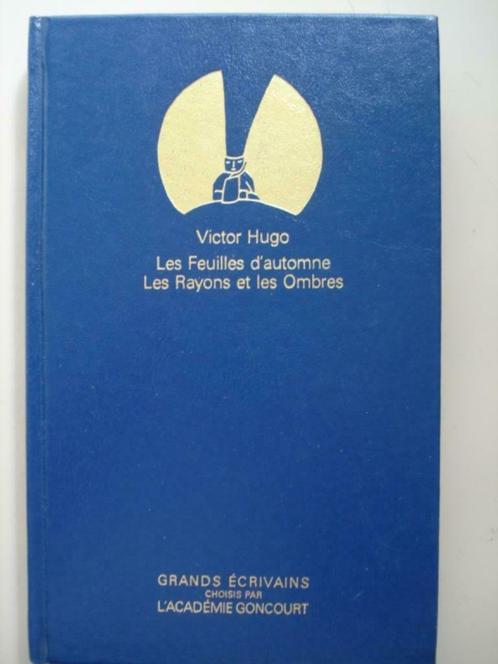 Victor Hugo
Les Feuilles d'automne
Les Rayons et les Ombres
GRANDS ÉCRIVAINS
CHOISIS PAR
L'ACADÉMIE GONCOURT